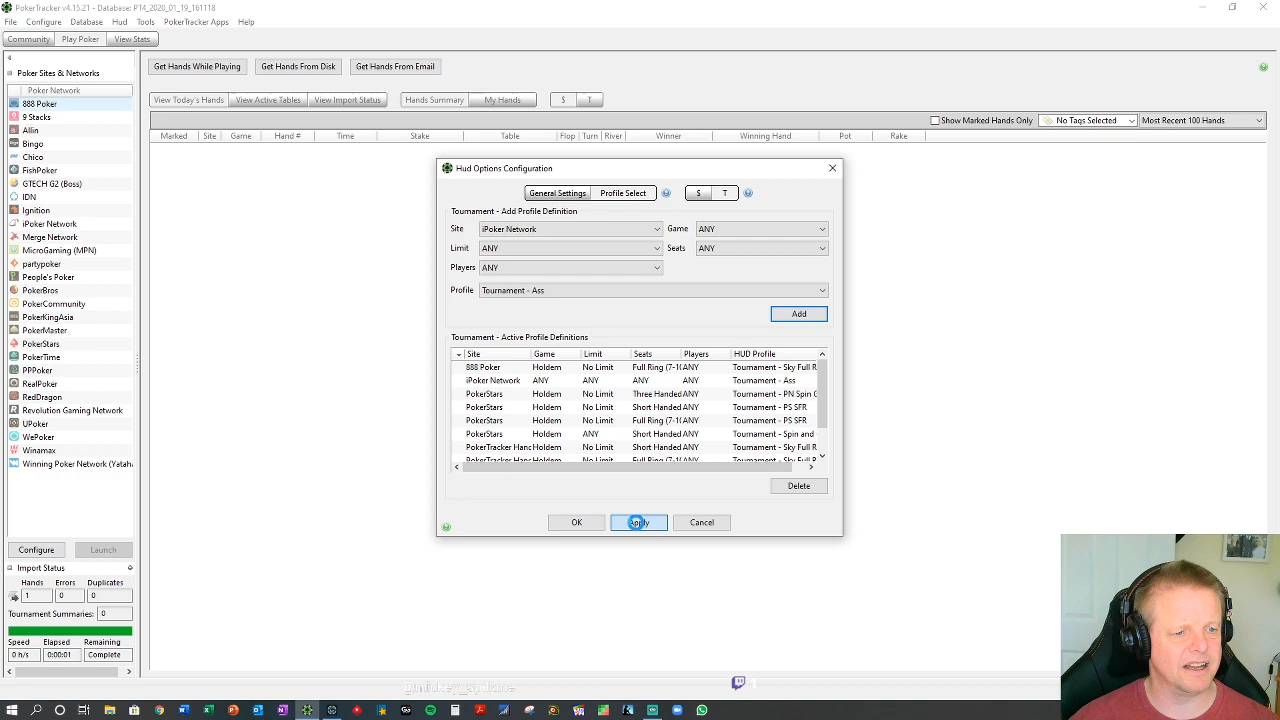 PokerTracker v4.15.21 - Database: PT4_2020_01_19_161118
File Configure Database Hud Tools PokerTracker Apps Help
Community Play Poker View Stats
Poker Sites & Networks
Poker Network
888 Poker
9 Stacks
Allin
Bingo
Chico
FishPoker
GTECH G2 (Boss)
IDN
Ignition
iPoker Network
Merge Network
MicroGaming (MPN)
partypoker
People's Poker
PokerBros
PokerCommunity
PokerKingAsia
PokerMaster
PokerStars
PokerTime
PPPoker
RealPoker
RedDragon
Revolution Gaming Network
UPoker
WePoker
Winamax
Winning Poker Network (Yatah
Configure Launch
Import Status
Hands Errors Duplicates
1 0 0
Tournament Summaries: 0
Speed Elapsed Remaining
0 h/s 0:00:01 Complete
Get Hands While Playing Get Hands From Disk Get Hands From Email
View Today's Hands View Active Tables View Import Status Hands Summary My Hands S T
Show Marked Hands Only No Tags Selected Most Recent 100 Hands
Marked Site Game Hand # Time Stake Table Flop Turn River Winner Winning Hand Pot Rake
Hud Options Configuration
General Settings Profile Select S T
Tournament - Add Profile Definition
Site iPoker Network Game ANY
Limit ANY Seats ANY
Players ANY
Profile Tournament - Ass
Add
Tournament - Active Profile Definitions
Site Game Limit Seats Players HUD Profile
888 Poker Holdem No Limit Full Ring (7-1( ANY Tournament - Sky Full R
iPoker Network ANY ANY ANY ANY Tournament - Ass
PokerStars Holdem No Limit Three Handed ANY Tournament - PN Spin G
PokerStars Holdem No Limit Short Handed ANY Tournament - PS SFR
PokerStars Holdem No Limit Full Ring (7-1( ANY Tournament - PS SFR
PokerStars Holdem ANY Short Handed ANY Tournament - Spin and
PokerTracker Hanc Holdem No Limit Short Handed ANY Tournament - Sky Full R
PokerTracker Hanc Holdem No Limit Full Ring (7-1( ANY Tournament - Sky Full R
Delete
OK Apply Cancel